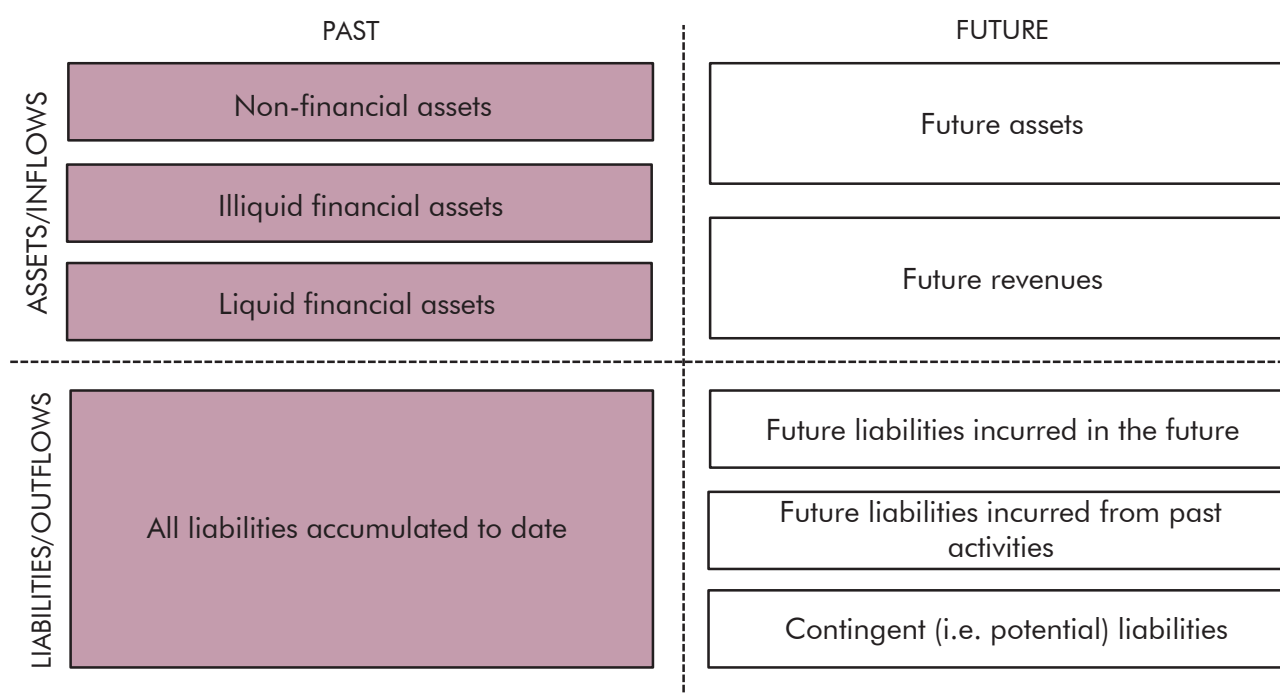 PAST
FUTURE
ASSETS/INFLOWS
Non-financial assets
Illiquid financial assets
Liquid financial assets
Future assets
Future revenues
LIABILITIES/OUTFLOWS
All liabilities accumulated to date
Future liabilities incurred in the future
Future liabilities incurred from past
activities
Contingent (i.e. potential) liabilities